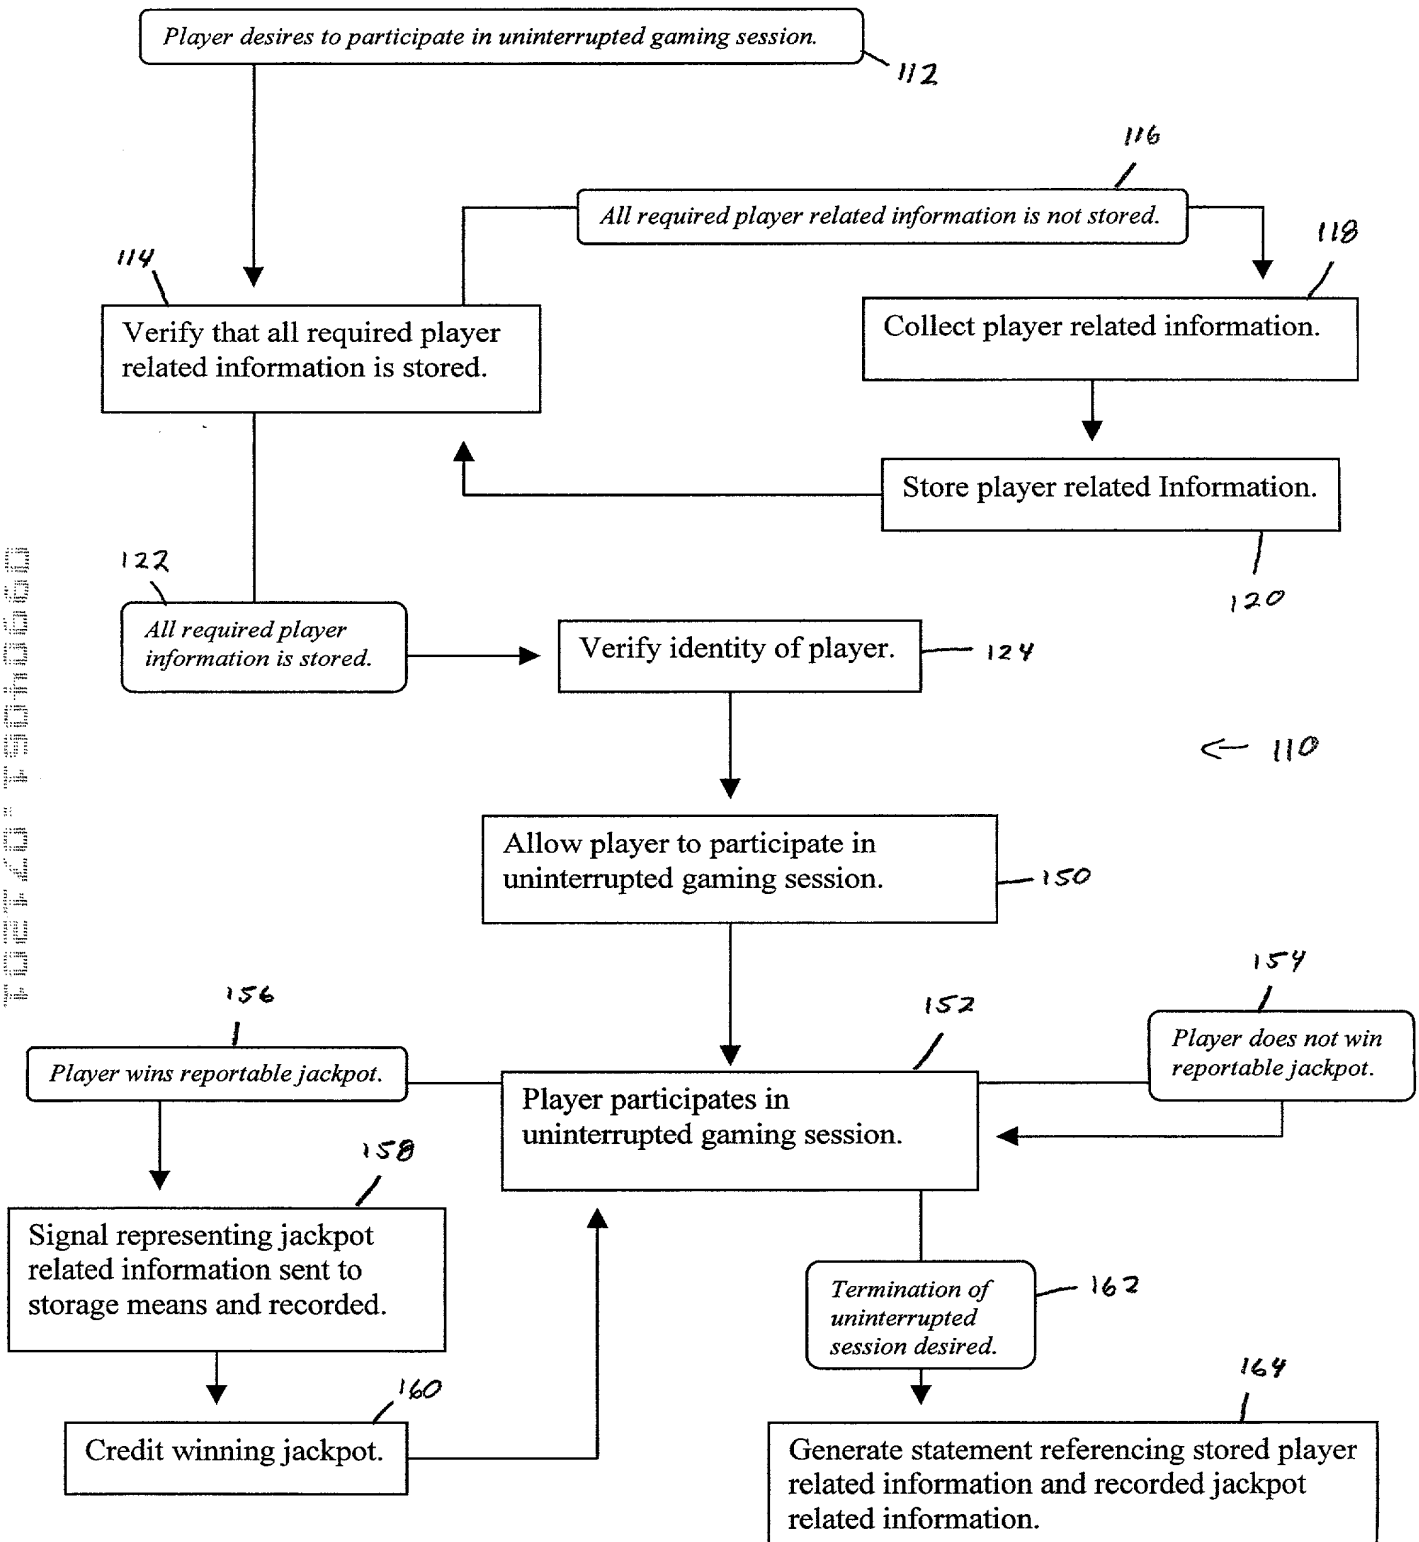 Player desires to participate in uninterrupted gaming session.
112
116
All required player related information is not stored.
118
114
Verify that all required player
related information is stored.
Collect player related information.
Store player related Information.
120
122
All required player
information is stored.
Verify identity of player.
124
110
Allow player to participate in
uninterrupted gaming session.
150
154
Player does not win
reportable jackpot.
156
Player wins reportable jackpot.
152
Player participates in
uninterrupted gaming session.
158
Signal representing jackpot
related information sent to
storage means and recorded.
162
Termination of
uninterrupted
session desired.
160
Credit winning jackpot.
164
Generate statement referencing stored player
related information and recorded jackpot
related information.